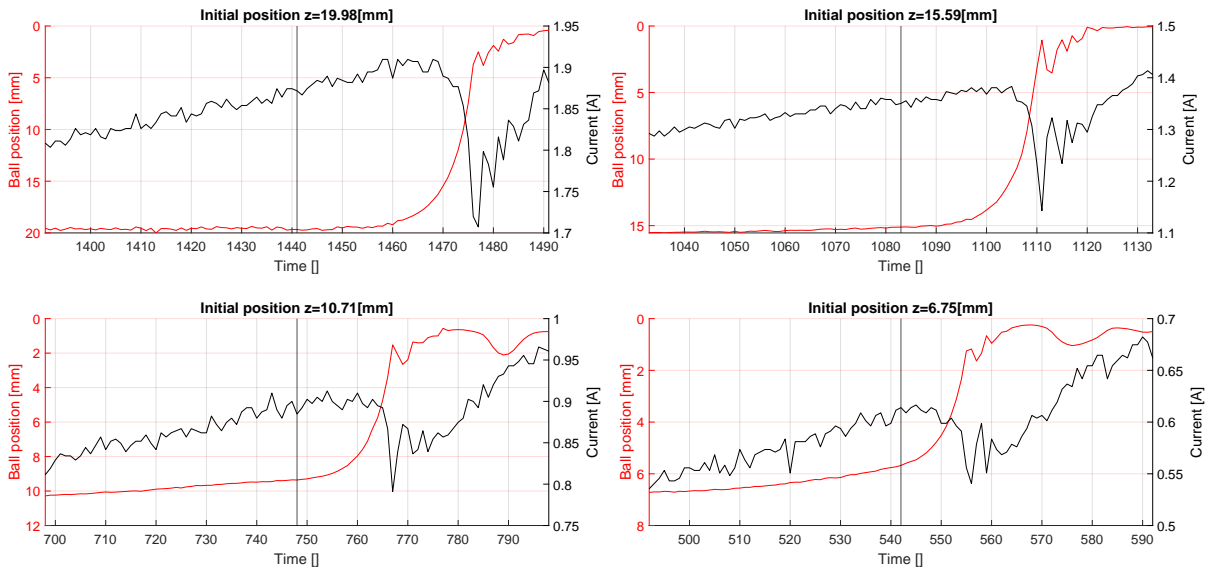 Initial position z=19.98[mm]
0
5
10
15
20
Ball position [mm]
1.95
1.9
1.85
1.8
1.75
1.7
Current [A]
1400 1410 1420 1430 1440 1450 1460 1470 1480 1490
Time []
Initial position z=15.59[mm]
0
5
10
15
Ball position [mm]
1.5
1.4
1.3
1.2
1.1
Current [A]
1040 1050 1060 1070 1080 1090 1100 1110 1120 1130
Time []
Initial position z=10.71[mm]
0
2
4
6
8
10
12
Ball position [mm]
1
0.95
0.9
0.85
0.8
0.75
Current [A]
700 710 720 730 740 750 760 770 780 790
Time []
Initial position z=6.75[mm]
0
2
4
6
8
Ball position [mm]
0.7
0.65
0.6
0.55
0.5
Current [A]
500 510 520 530 540 550 560 570 580 590
Time []